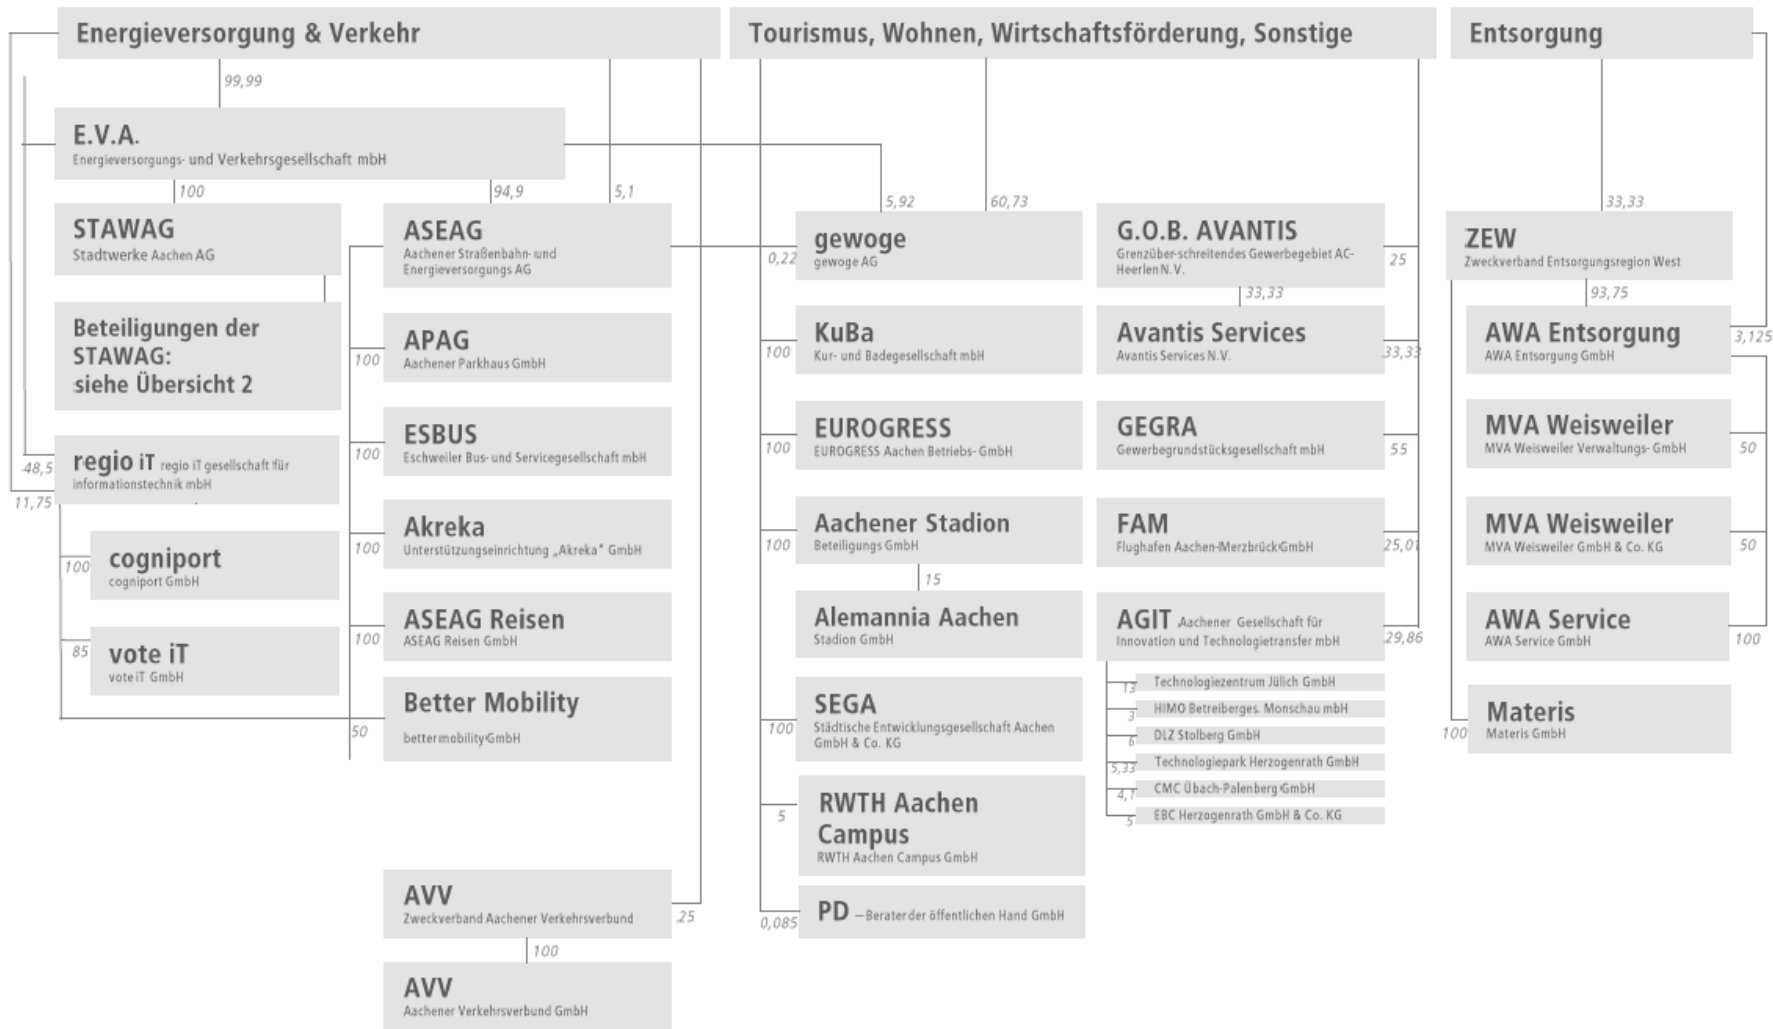 Energieversorgung & Verkehr
99,99
E.V.A.
Energieversorgungs- und Verkehrsgesellschaft mbH
100
94,9
5,1
STAWAG
Stadtwerke Aachen AG
Beteiligungen der
STAWAG:
siehe Übersicht 2
48,5
11,75
regio iT regio iT gesellschaft für
informationstechnik mbH
100
cogniport
cogniport GmbH
85
vote iT
vote iT GmbH
ASEAG
Aachener Straßenbahn- und
Energieversorgungs AG
100
APAG
Aachener Parkhaus GmbH
100
ESBUS
Eschweiler Bus- und Servicegesellschaft mbH
100
Akreka
Unterstützungseinrichtung „Akreka" GmbH
100
ASEAG Reisen
ASEAG Reisen GmbH
50
Better Mobility
bettermobility GmbH
25
AVV
Zweckverband Aachener Verkehrsverbund
100
AVV
Aachener Verkehrsverbund GmbH
Tourismus, Wohnen, Wirtschaftsförderung, Sonstige
5,92
60,73
0,22
gewoge
gewoge AG
100
KuBa
Kur- und Badegesellschaft mbH
100
EUROGRESS
EUROGRESS Aachen Betriebs- GmbH
100
Aachener Stadion
Beteiligungs GmbH
15
Alemannia Aachen
Stadion GmbH
100
SEGA
Städtische Entwicklungsgesellschaft Aachen
GmbH & Co. KG
5
RWTH Aachen
Campus
RWTH Aachen Campus GmbH
0,085
PD – Berater der öffentlichen Hand GmbH
G.O.B. AVANTIS
Grenzüber-schreitendes Gewerbegebiet AC-
Heerlen N.V.
25
33,33
Avantis Services
Avantis Services N.V.
33,33
GEGRA
Gewerbegrundstücksgesellschaft mbH
55
FAM
Flughafen Aachen-Merzbrück GmbH
25,01
AGIT Aachener Gesellschaft für
Innovation und Technologietransfer mbH
29,86
13
Technologiezentrum Jülich GmbH
3
HIMO Betreiberges. Monschau mbH
6
DLZ Stolberg GmbH
5,33
Technologiepark Herzogenrath GmbH
4,1
CMC Übach-Palenberg GmbH
5
EBC Herzogenrath GmbH & Co. KG
Entsorgung
33,33
ZEW
Zweckverband Entsorgungsregion West
93,75
AWA Entsorgung
AWA Entsorgung GmbH
3,125
MVA Weisweiler
MVA Weisweiler Verwaltungs- GmbH
50
MVA Weisweiler
MVA Weisweiler GmbH & Co. KG
50
AWA Service
AWA Service GmbH
100
100
Materis
Materis GmbH